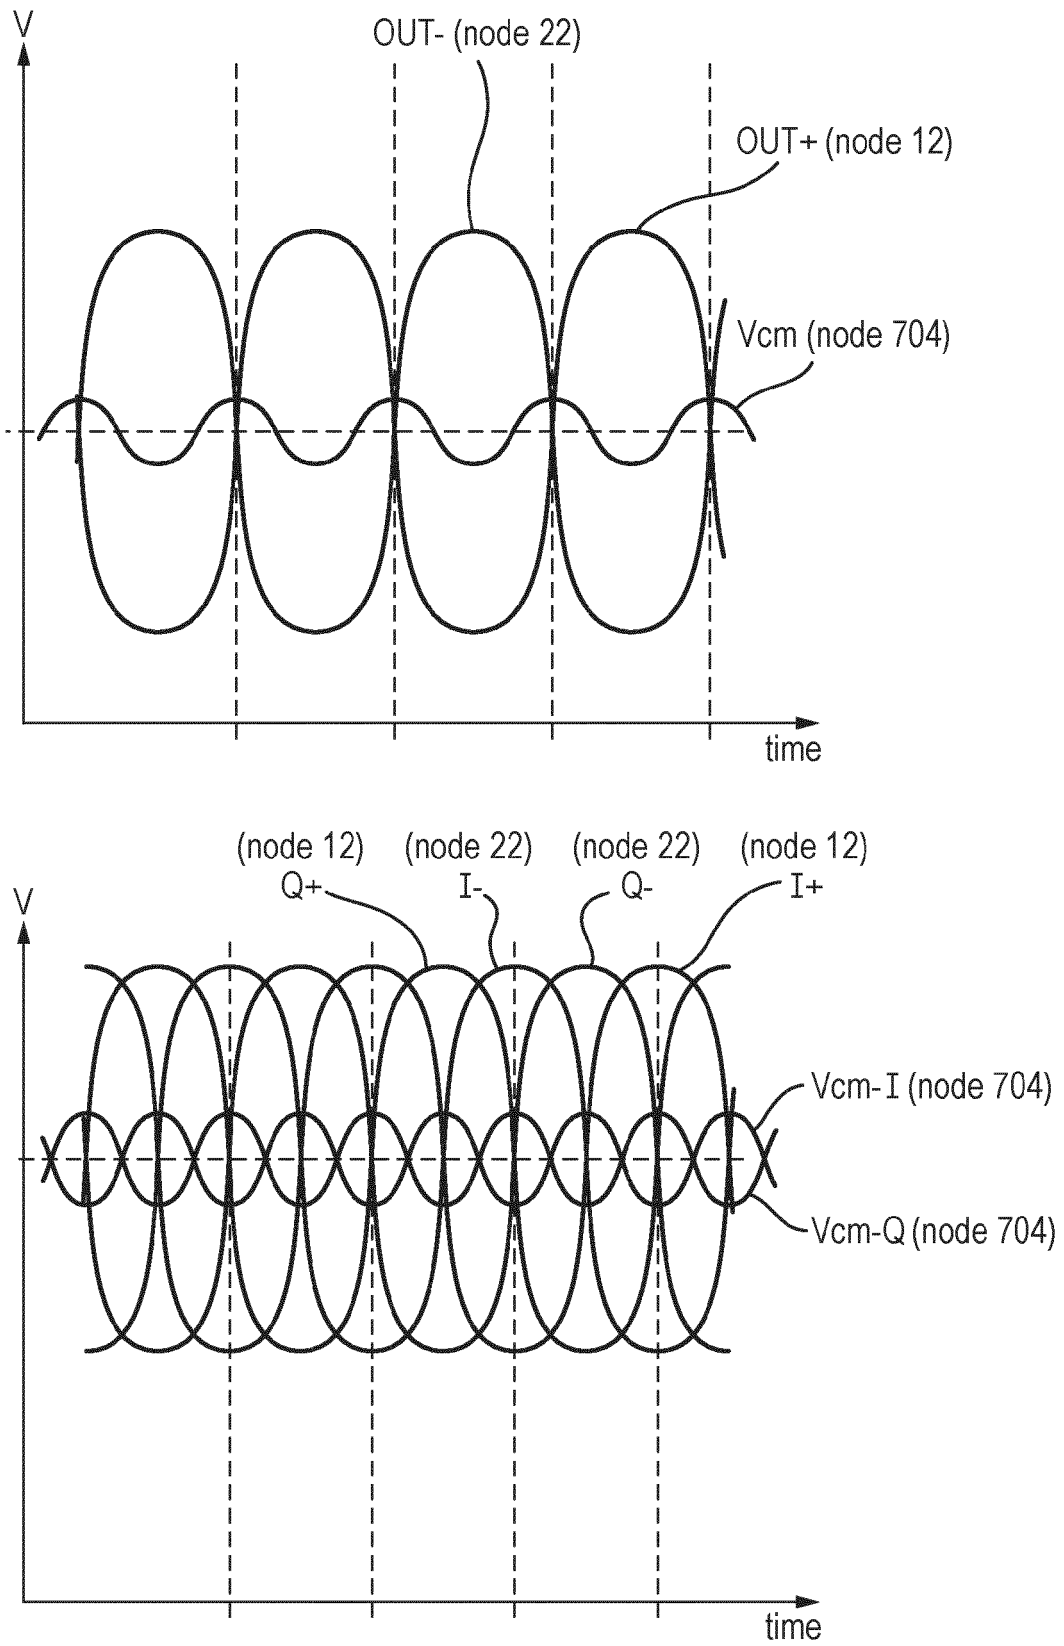 V
OUT- (node 22)
OUT+ (node 12)
Vcm (node 704)
time
(node 12) (node 22) (node 22) (node 12)
Q+ I- Q- I+
V
Vcm-I (node 704)
Vcm-Q (node 704)
time